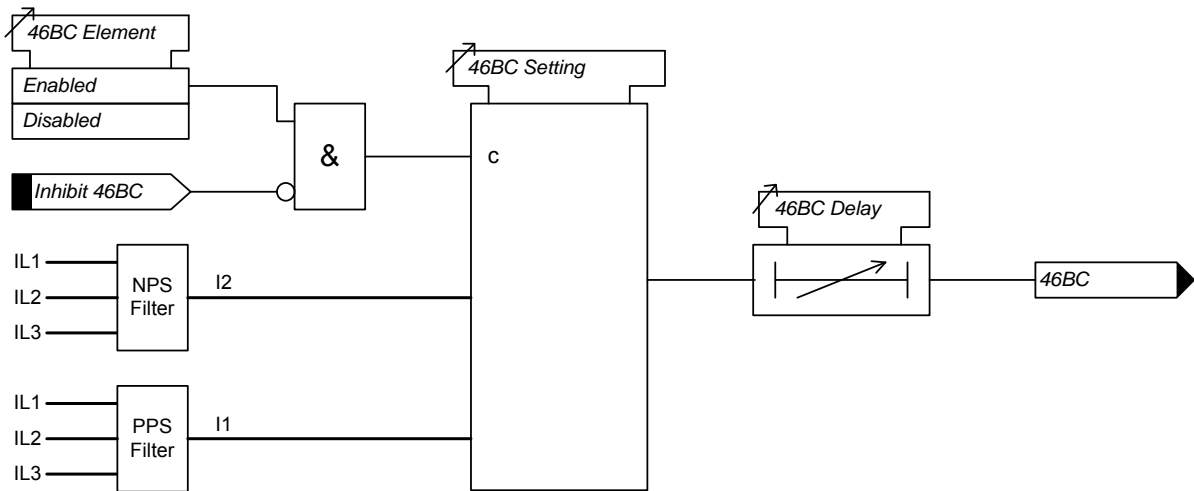 46BC Element
Enabled
Disabled
Inhibit 46BC
&
46BC Setting
c
IL1
IL2
IL3
NPS
Filter
I2
IL1
IL2
IL3
PPS
Filter
I1
46BC Delay
46BC